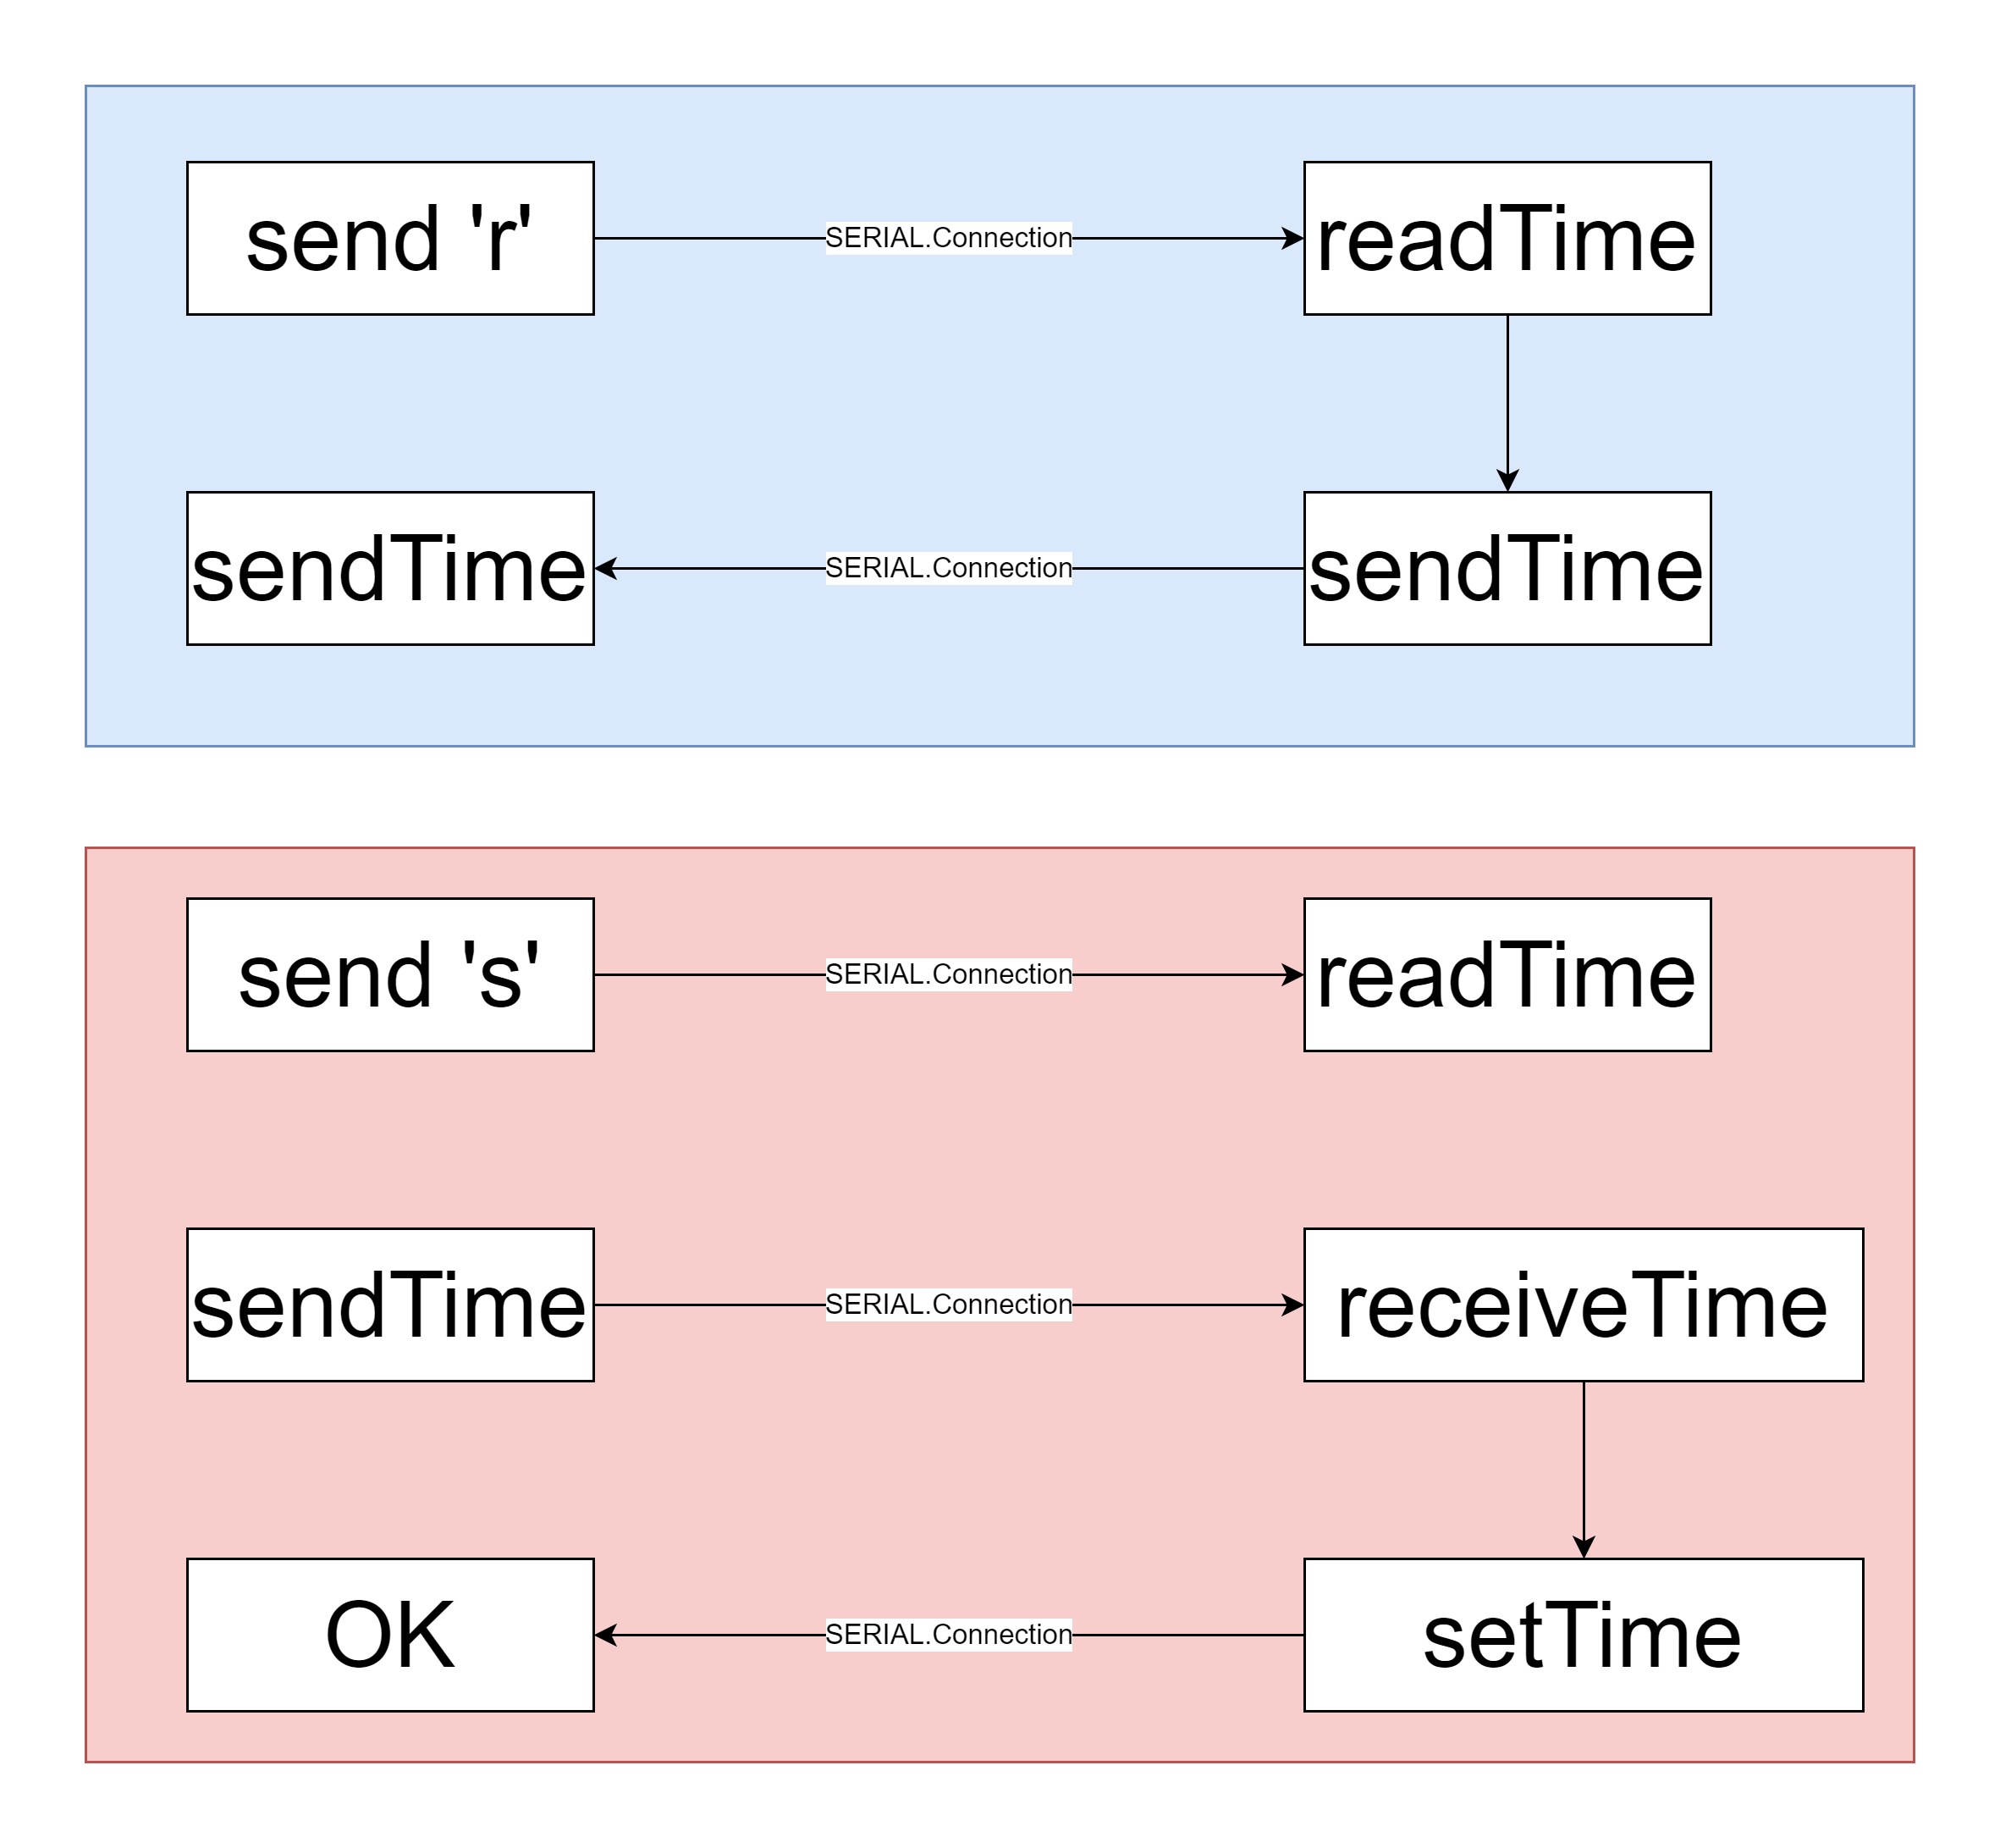 send 'r'
SERIAL.Connection
readTime
sendTime
SERIAL.Connection
sendTime
send 's'
SERIAL.Connection
readTime
sendTime
SERIAL.Connection
receiveTime
OK
SERIAL.Connection
setTime